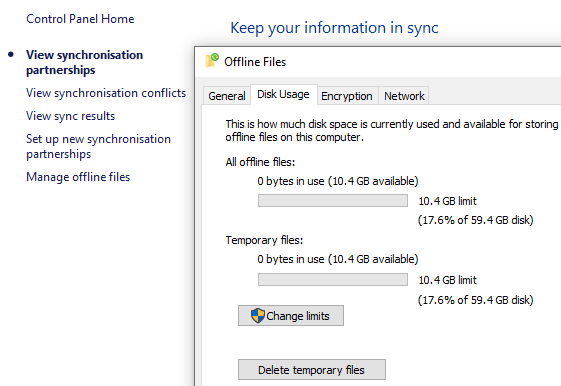 Control Panel Home
Keep your information in sync
View synchronisation
partnerships
View synchronisation conflicts
View sync results
Set up new synchronisation
partnerships
Manage offline files
Offline Files
General Disk Usage Encryption Network
This is how much disk space is currently used and available for storing
offline files on this computer.
All offline files:
0 bytes in use (10.4 GB available)
10.4 GB limit
(17.6% of 59.4 GB disk)
Temporary files:
0 bytes in use (10.4 GB available)
10.4 GB limit
(17.6% of 59.4 GB disk)
Change limits
Delete temporary files